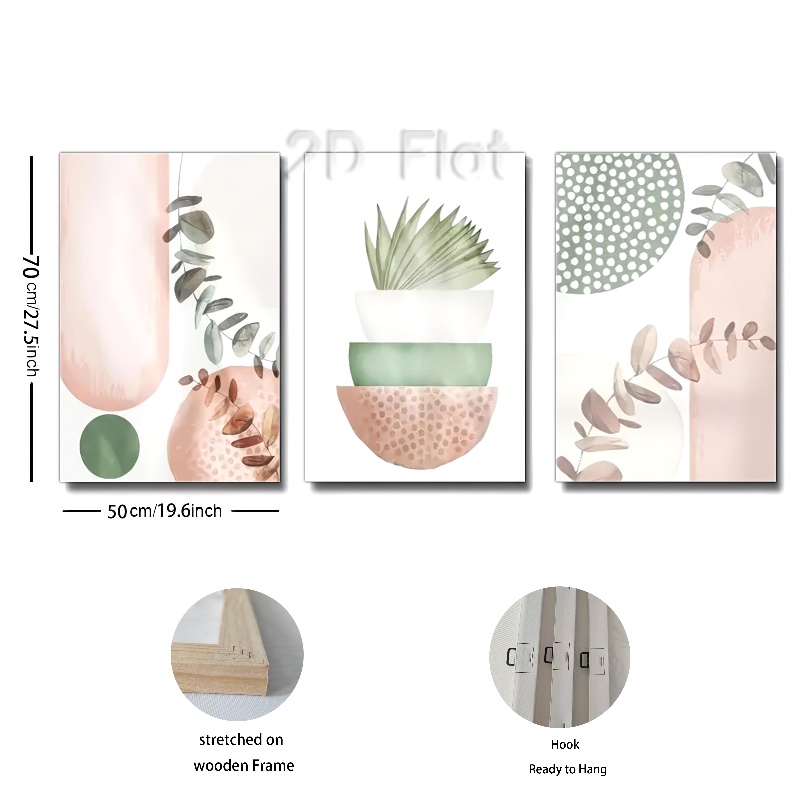 2D Flat
70 cm/27.5inch
50cm/19.6inch
stretched on
wooden Frame
Hook
Ready to Hang